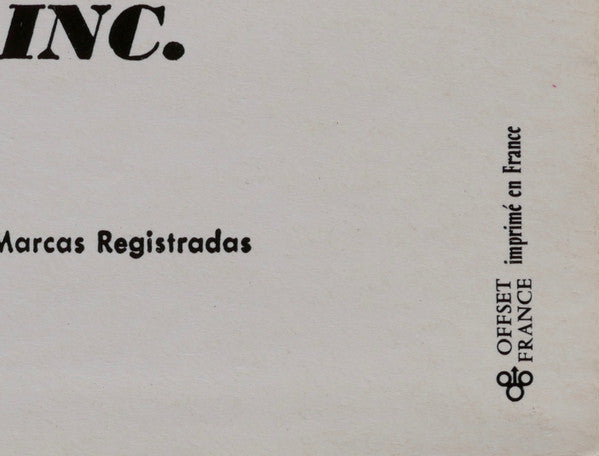 INC.
Marcas Registradas
OFFSET
FRANCE
imprimé en France